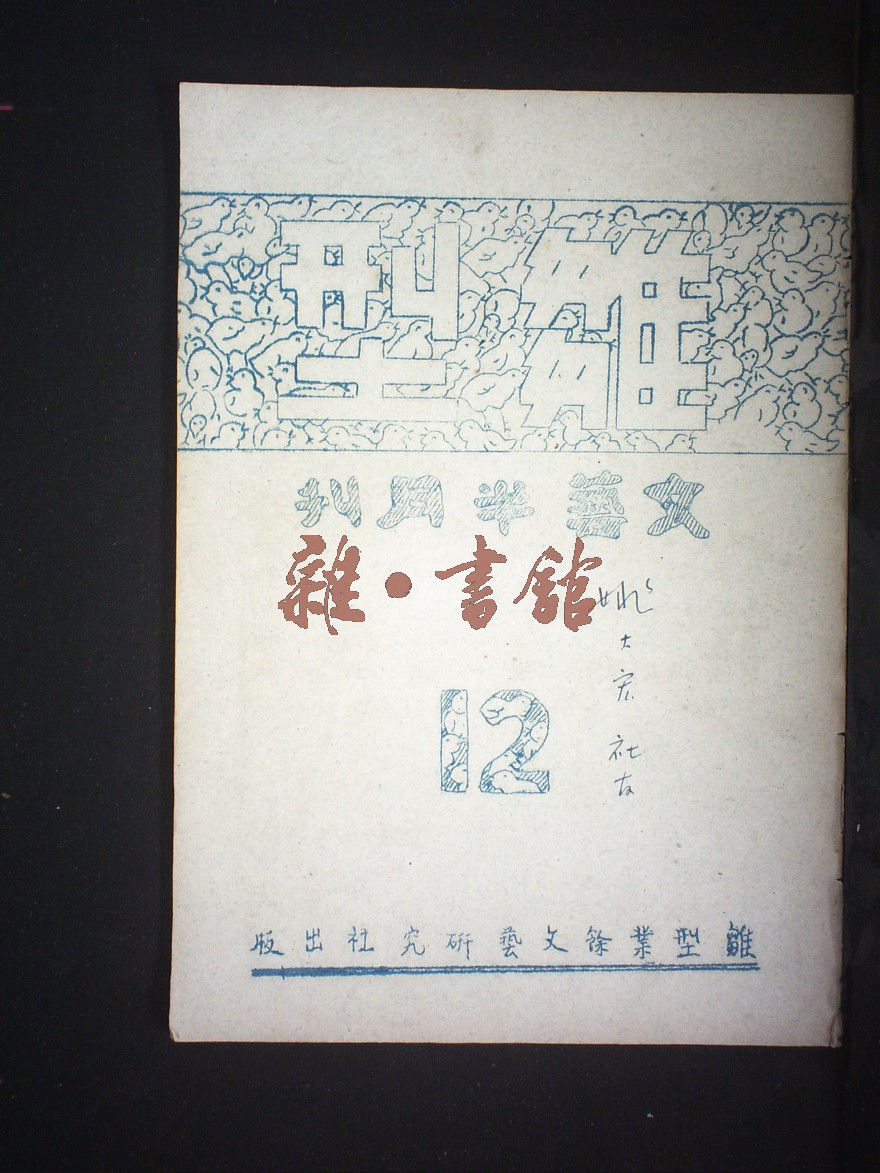 雛型
文藝半月刊
雜·書館
姚大宏 社友
12
雛型業餘文藝研究社出版